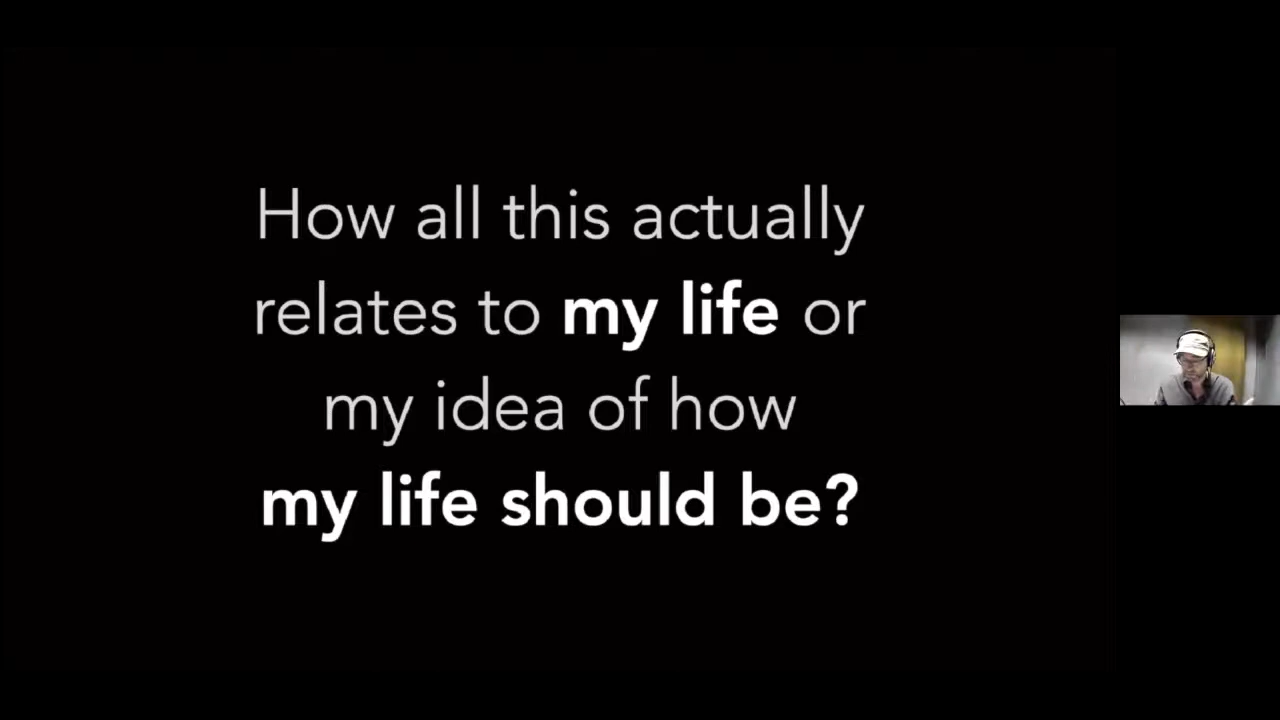 How all this actually
relates to my life or
my idea of how
my life should be?